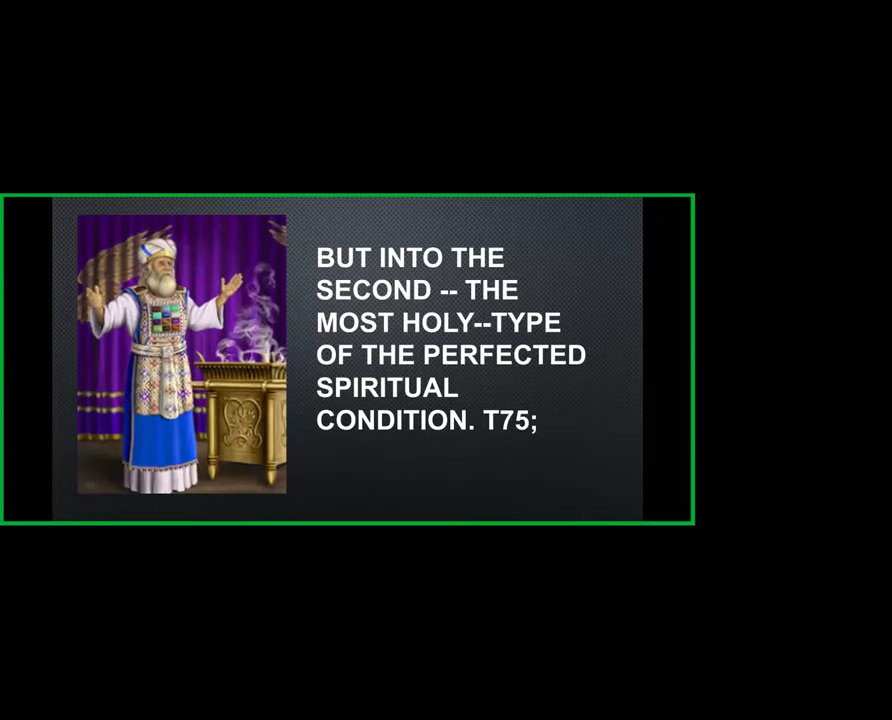 BUT INTO THE
SECOND -- THE
MOST HOLY--TYPE
OF THE PERFECTED
SPIRITUAL
CONDITION. T75;